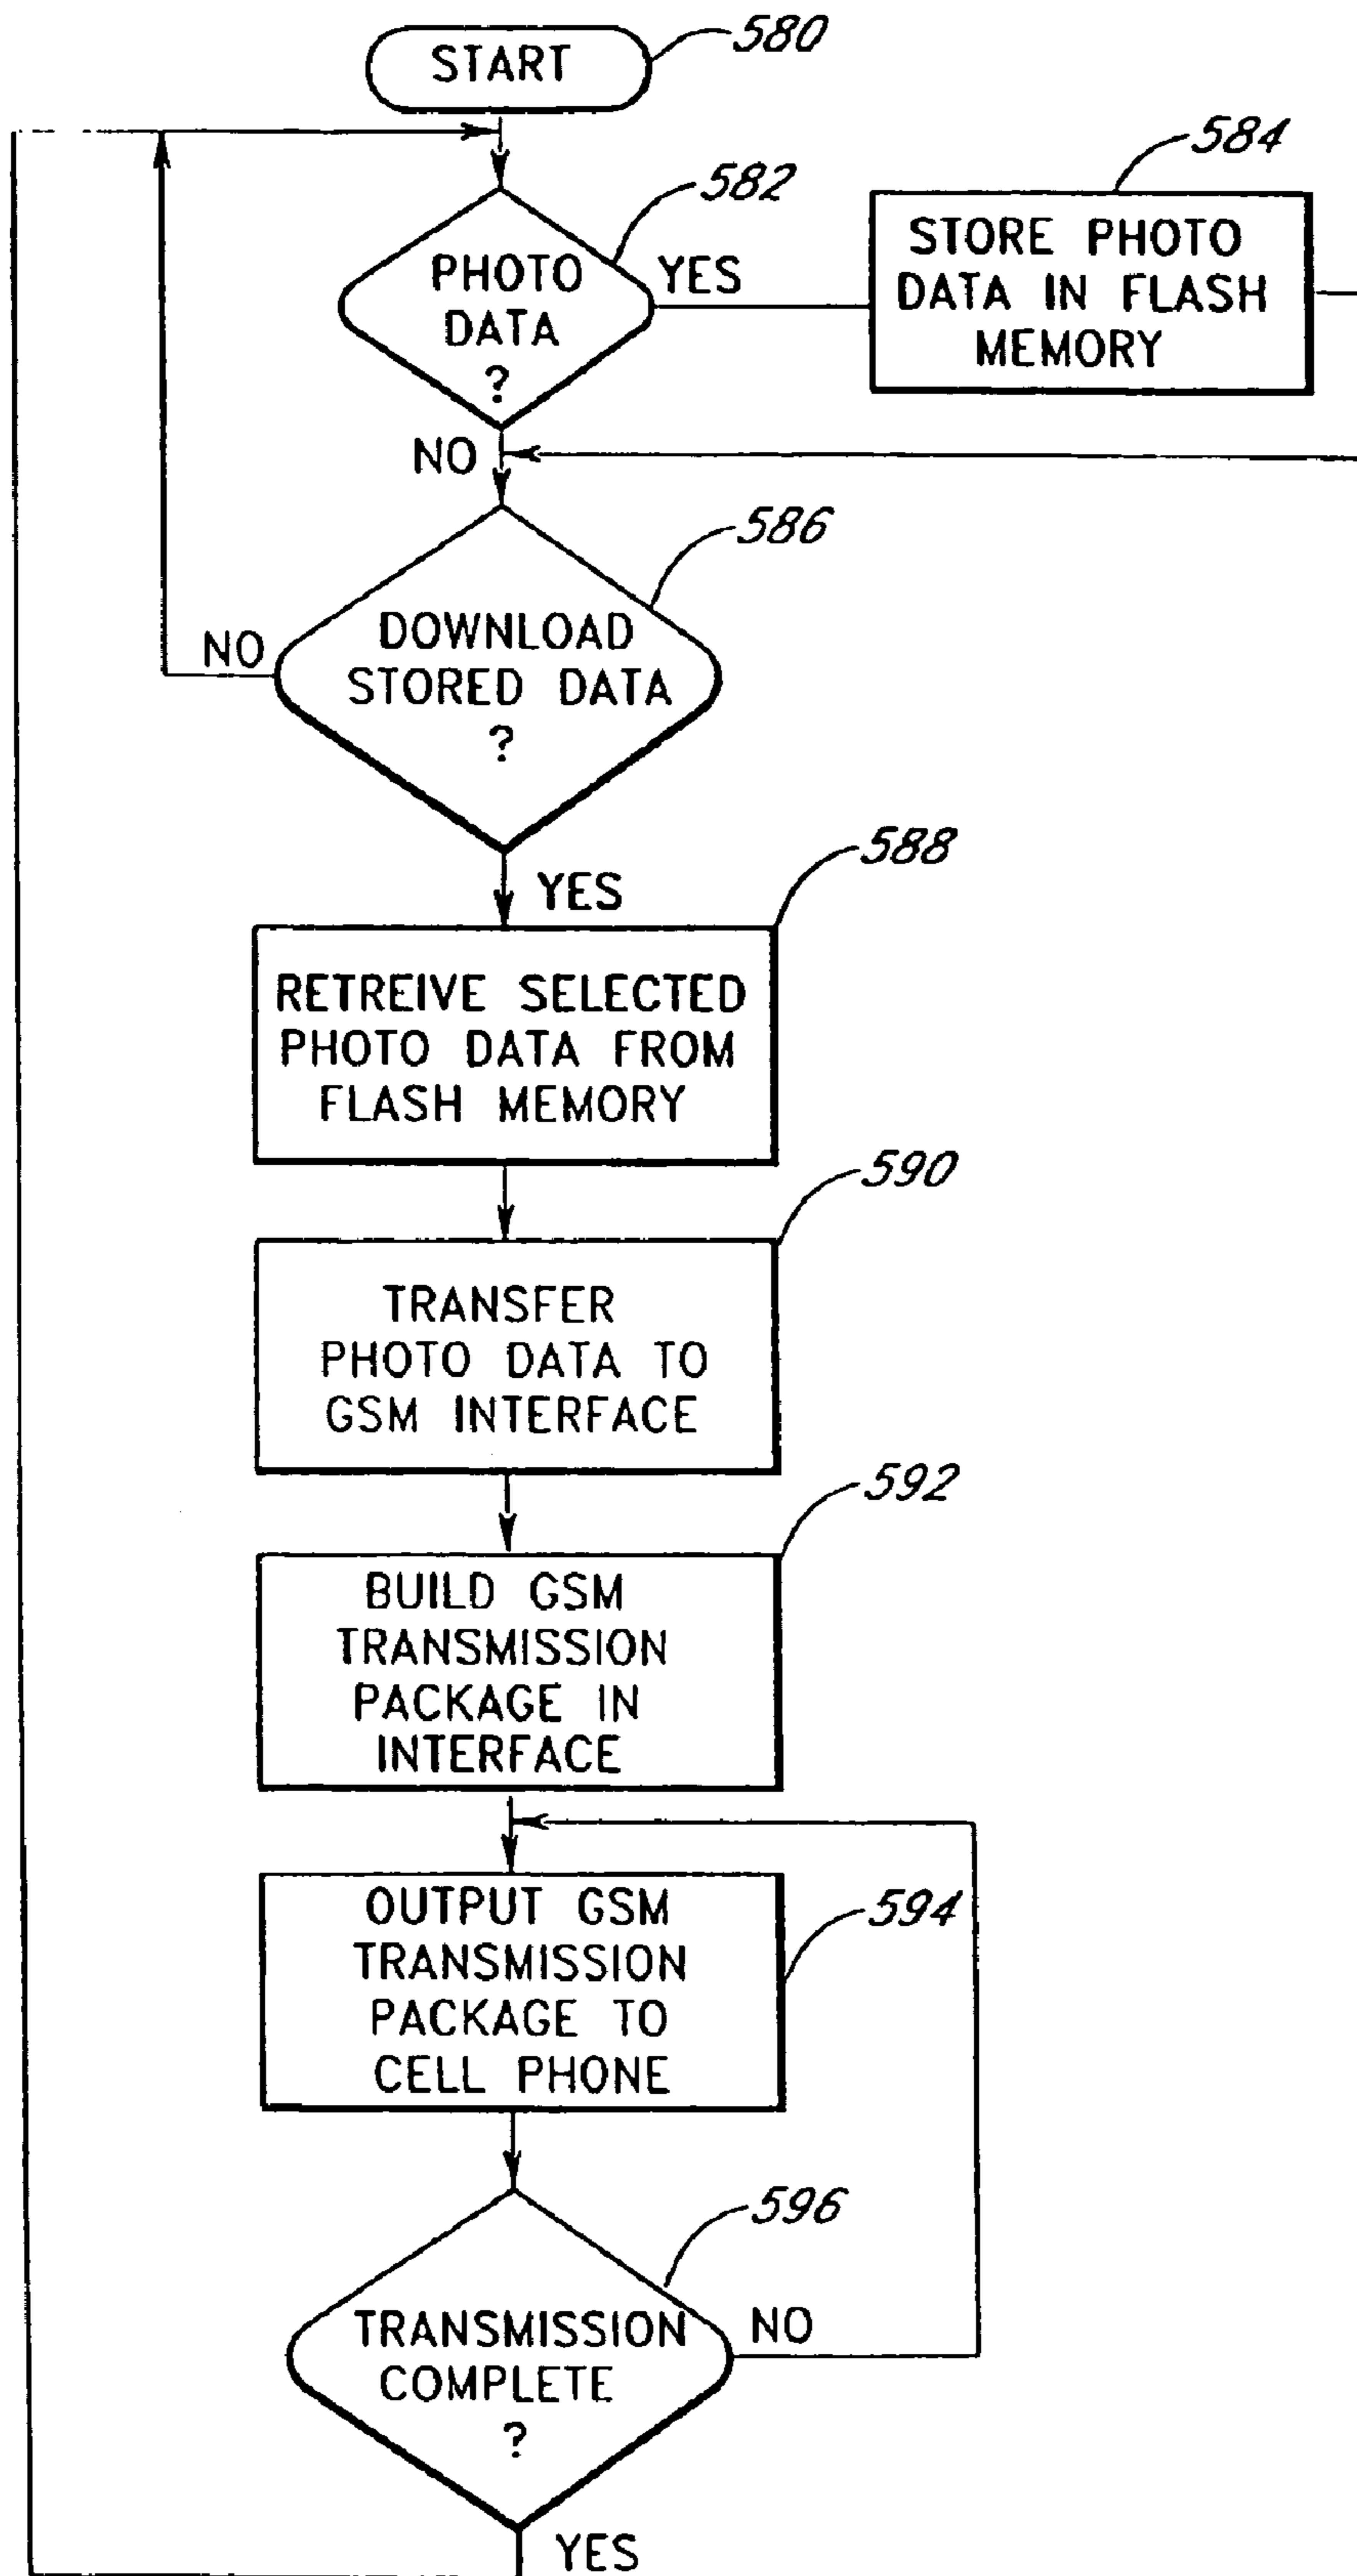 START
580
582
PHOTO
DATA
?
YES
584
STORE PHOTO
DATA IN FLASH
MEMORY
NO
586
DOWNLOAD
STORED DATA
?
NO
YES
588
RETREIVE SELECTED
PHOTO DATA FROM
FLASH MEMORY
590
TRANSFER
PHOTO DATA TO
GSM INTERFACE
592
BUILD GSM
TRANSMISSION
PACKAGE IN
INTERFACE
594
OUTPUT GSM
TRANSMISSION
PACKAGE TO
CELL PHONE
596
TRANSMISSION
COMPLETE
?
NO
YES